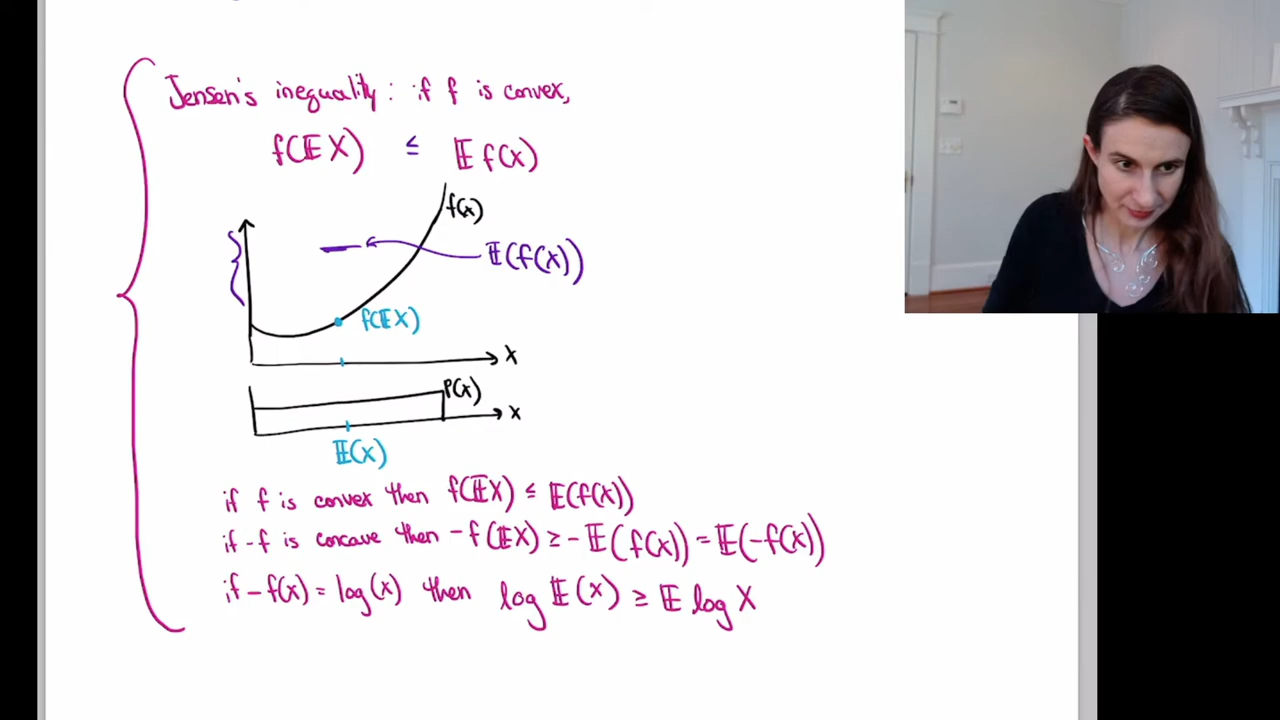 Jensen's inequality: if f is convex,
f(𝔼X) ≤ 𝔼f(x)
f(x)
𝔼(f(X))
f(𝔼X)
X
P(x)
X
𝔼(X)
if f is convex then f(𝔼X) ≤ 𝔼(f(X))
if -f is concave then -f(𝔼X) ≥ -𝔼(f(X)) = 𝔼(-f(X))
if -f(x) = log(x) then log 𝔼(X) ≥ 𝔼 log X